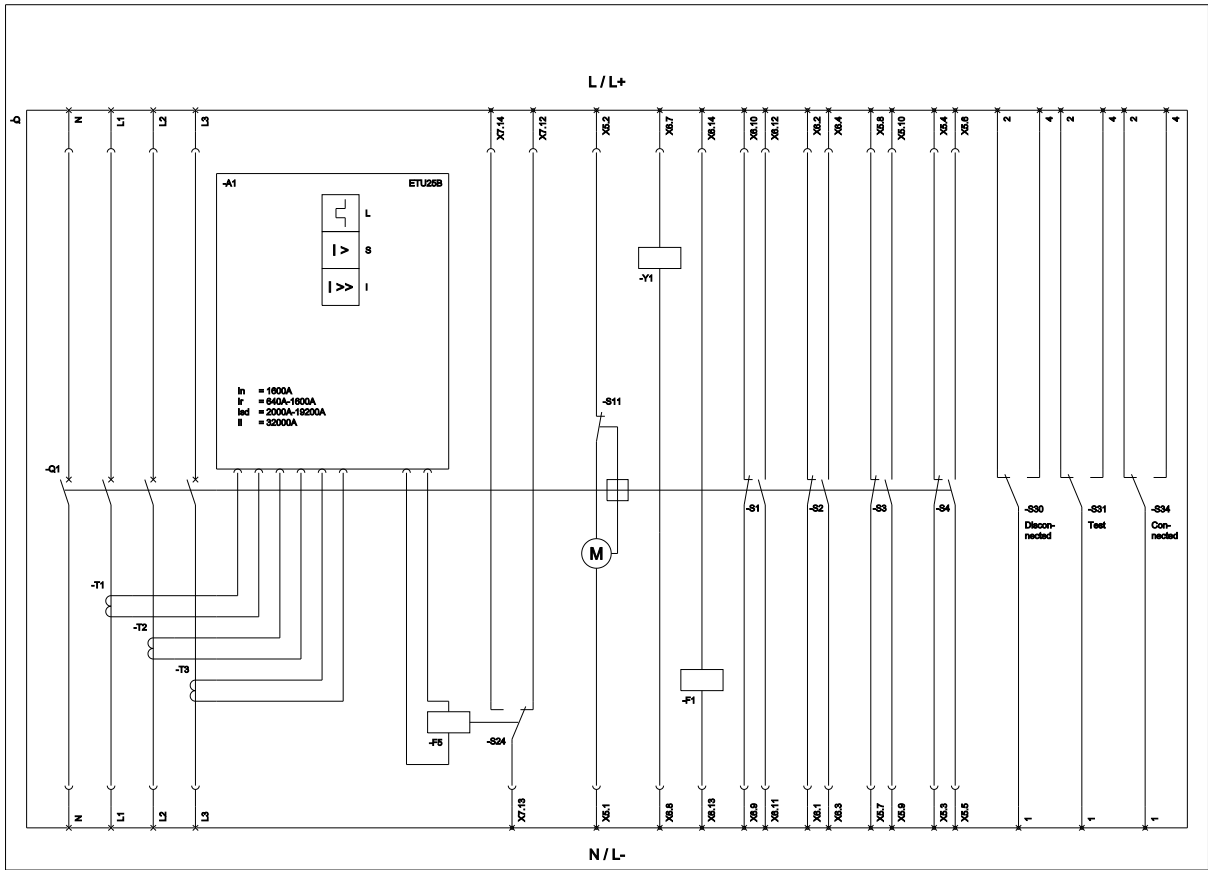 L / L+
-Q
N
L1
L2
L3
X7.14
X7.12
X5.2
X6.7
X6.14
X6.10
X6.12
X6.2
X6.4
X5.8
X5.10
X5.4
X5.6
2
4
2
4
2
4
-A1
ETU25B
L
I >
S
I >>
I
-Y1
In = 1600A
Ir = 640A-1600A
Isd = 2000A-19200A
Ii = 32000A
-S11
-Q1
-S1
-S2
-S3
-S4
-S30
Discon-
nected
-S31
Test
-S34
Con-
nected
M
-T1
-T2
-T3
-F1
-F5
-S24
N
L1
L2
L3
X7.13
X5.1
X6.8
X6.13
X6.9
X6.11
X6.1
X6.3
X5.7
X5.9
X5.3
X5.5
1
1
1
N / L-